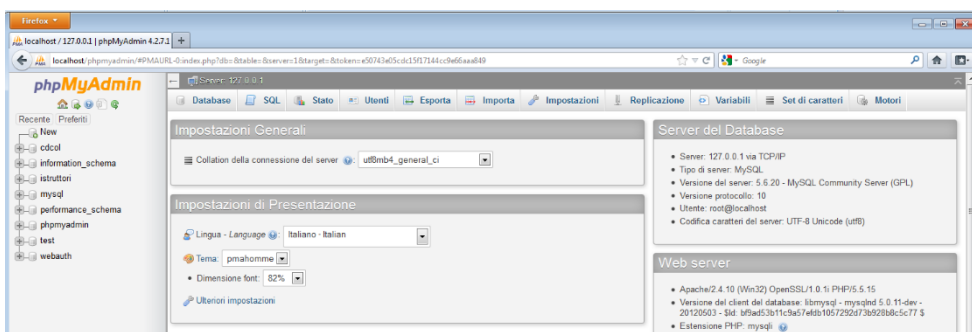 Firefox
localhost / 127.0.0.1 | phpMyAdmin 4.2.7.1
localhost/phpmyadmin/#PMAURL-0:index.php?db=&table=&server=1&target=&token=e50743e05cdc15f17144cc9e66aaa849
Google
phpMyAdmin
Recente Preferiti
New
cdcol
information_schema
istruttori
mysql
performance_schema
phpmyadmin
test
webauth
Server: 127.0.0.1
Database SQL Stato Utenti Esporta Importa Impostazioni Replicazione Variabili Set di caratteri Motori
Impostazioni Generali
Collation della connessione del server : utf8mb4_general_ci
Impostazioni di Presentazione
Lingua - Language : Italiano - Italian
Tema: pmahomme
• Dimensione font: 82%
Ulteriori impostazioni
Server del Database
• Server: 127.0.0.1 via TCP/IP
• Tipo di server: MySQL
• Versione del server: 5.6.20 - MySQL Community Server (GPL)
• Versione protocollo: 10
• Utente: root@localhost
• Codifica caratteri del server: UTF-8 Unicode (utf8)
Web server
• Apache/2.4.10 (Win32) OpenSSL/1.0.1i PHP/5.5.15
• Versione del client del database: libmysql - mysqlnd 5.0.11-dev -
20120503 - $Id: bf9ad53b11c9a57efdb1057292d73b928b8c5c77 $
• Estensione PHP: mysqli